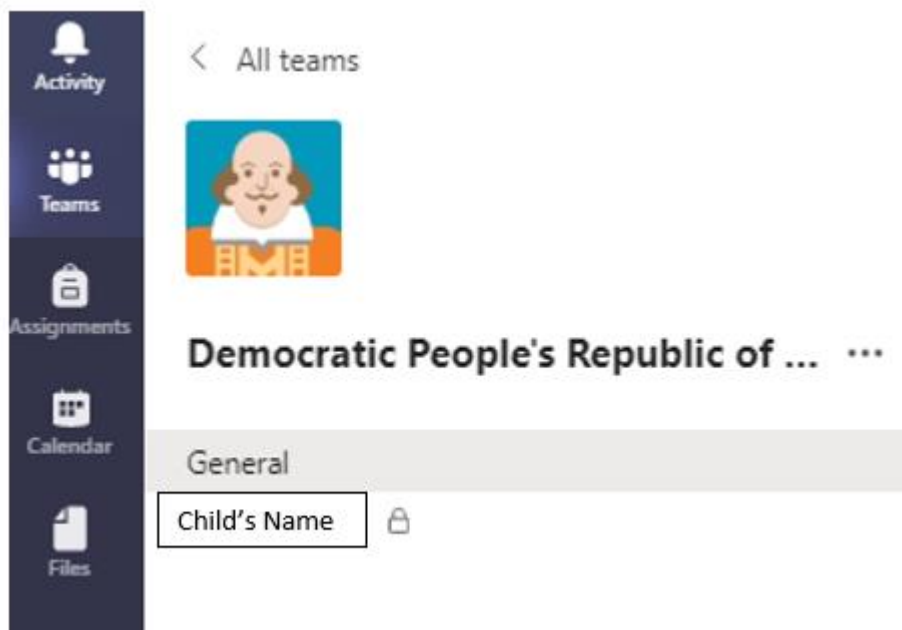 Activity
Teams
Assignments
Calendar
Files
All teams
Democratic People's Republic of ...
General
Child's Name